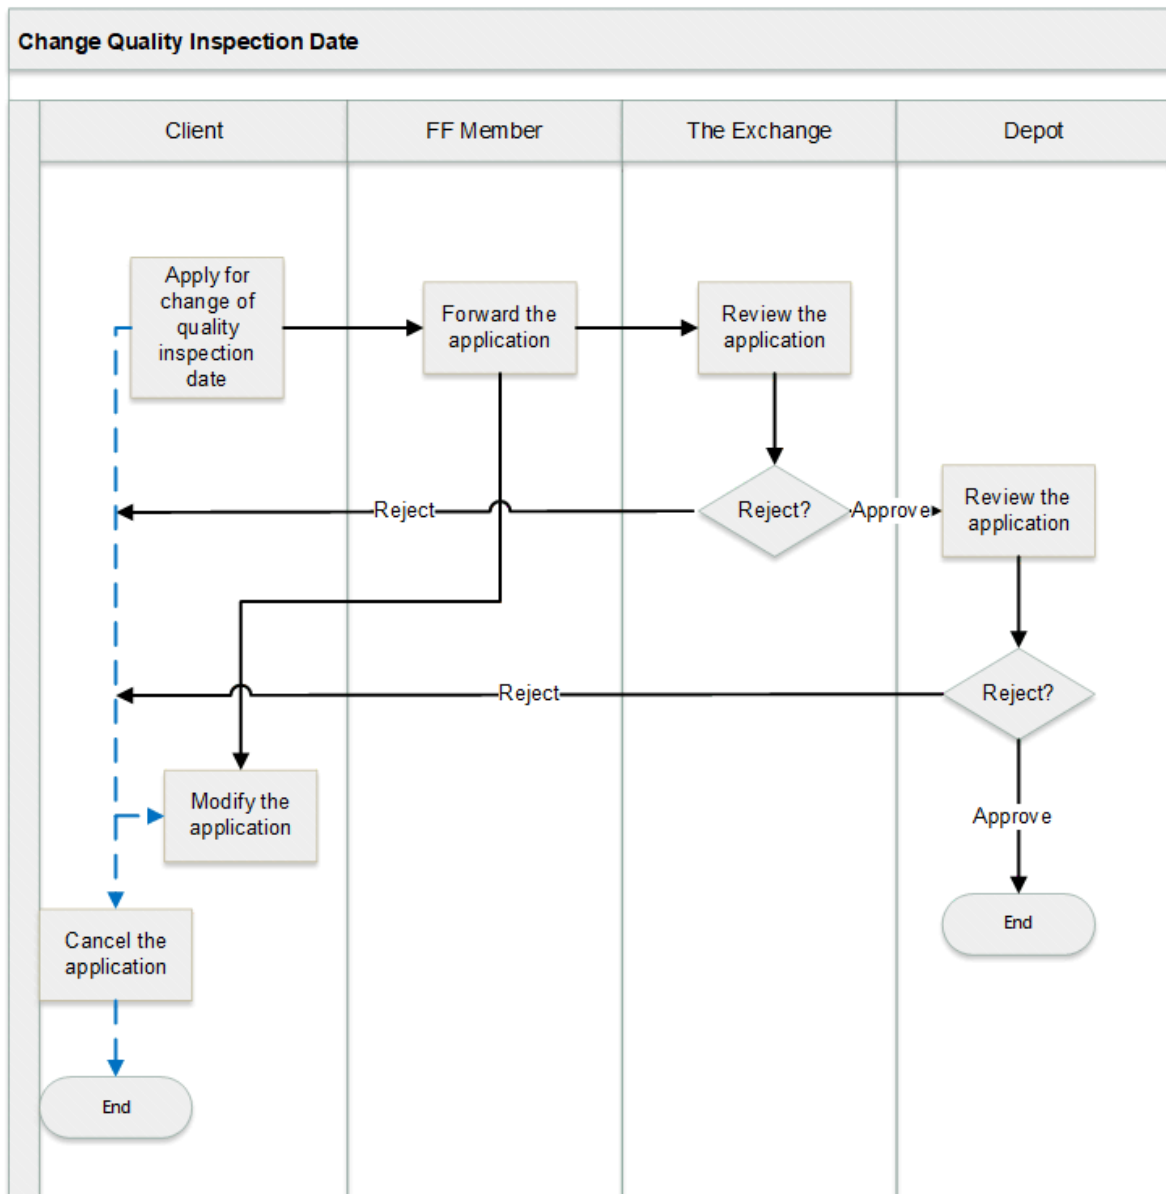 Change Quality Inspection Date
Client
FF Member
The Exchange
Depot
Apply for
change of
quality
inspection
date
Forward the
application
Review the
application
Reject
Reject?
Approve
Review the
application
Reject
Reject?
Modify the
application
Approve
Cancel the
application
End
End